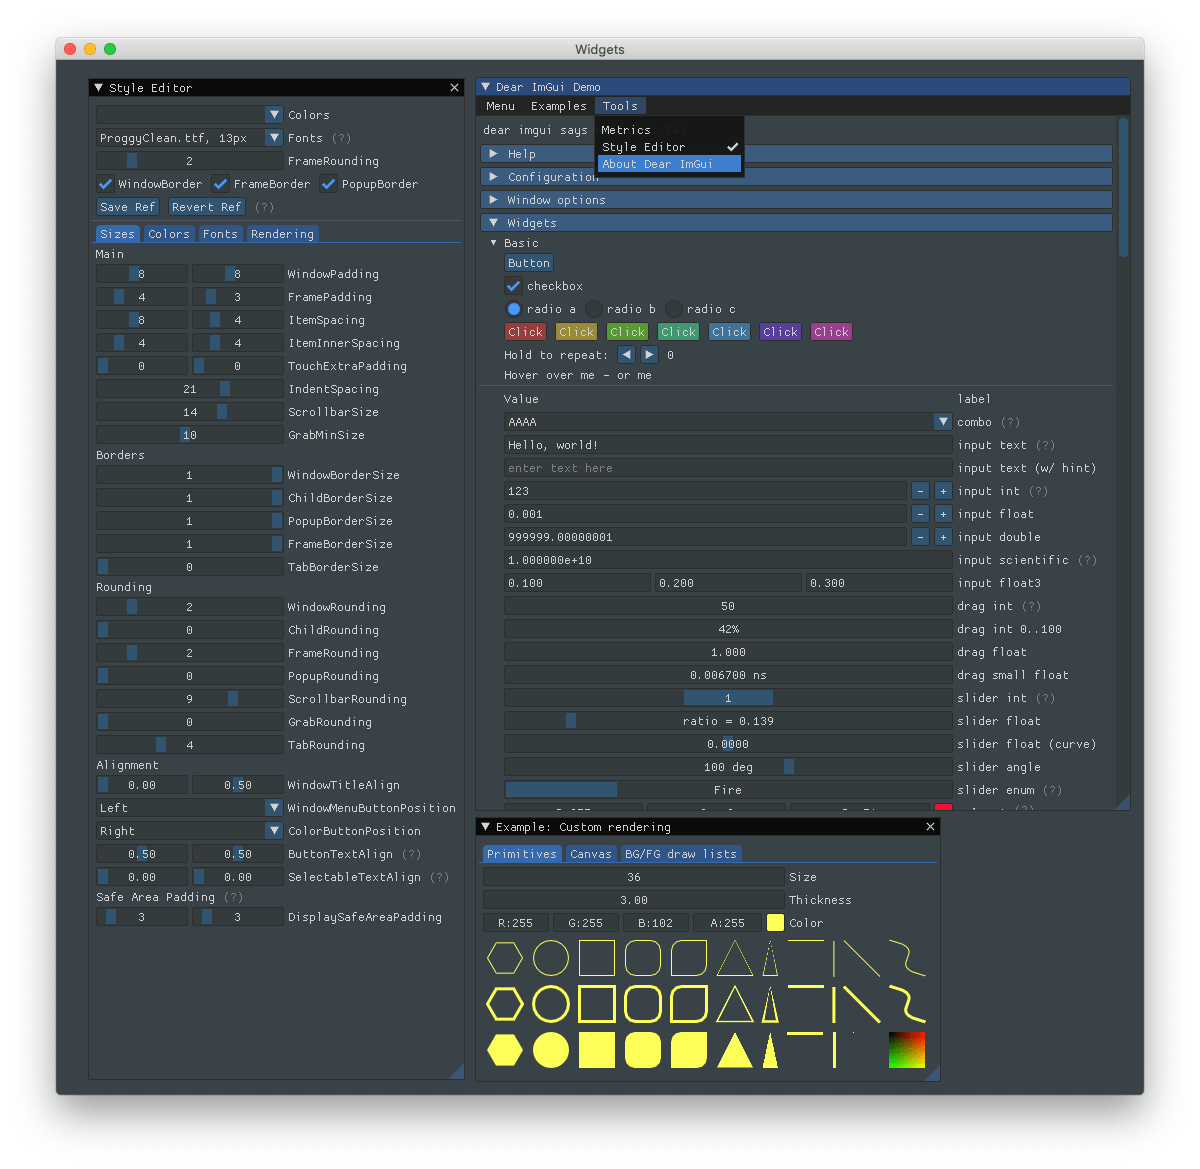 Widgets
Style Editor
Colors
ProggyClean.ttf, 13px Fonts (?)
2 FrameRounding
WindowBorder FrameBorder PopupBorder
Save Ref Revert Ref (?)
Sizes Colors Fonts Rendering
Main
8 8 WindowPadding
4 3 FramePadding
8 4 ItemSpacing
4 4 ItemInnerSpacing
0 0 TouchExtraPadding
21 IndentSpacing
14 ScrollbarSize
10 GrabMinSize
Borders
1 WindowBorderSize
1 ChildBorderSize
1 PopupBorderSize
1 FrameBorderSize
0 TabBorderSize
Rounding
2 WindowRounding
0 ChildRounding
2 FrameRounding
0 PopupRounding
9 ScrollbarRounding
0 GrabRounding
4 TabRounding
Alignment
0.00 0.50 WindowTitleAlign
Left WindowMenuButtonPosition
Right ColorButtonPosition
0.50 0.50 ButtonTextAlign (?)
0.00 0.00 SelectableTextAlign (?)
Safe Area Padding (?)
3 3 DisplaySafeAreaPadding
Dear ImGui Demo
Menu Examples Tools
dear imgui says
Metrics
Style Editor
About Dear ImGui
Help
Configuration
Window options
Widgets
Basic
Button
checkbox
radio a radio b radio c
Click Click Click Click Click Click Click
Hold to repeat: 0
Hover over me - or me
Value label
AAAA combo (?)
Hello, world! input text (?)
enter text here input text (w/ hint)
123 - + input int (?)
0.001 - + input float
999999.00000001 - + input double
1.000000e+10 input scientific (?)
0.100 0.200 0.300 input float3
50 drag int (?)
42% drag int 0..100
1.000 drag float
0.006700 ns drag small float
1 slider int (?)
ratio = 0.139 slider float
0.0000 slider float (curve)
100 deg slider angle
Fire slider enum (?)
Example: Custom rendering
Primitives Canvas BG/FG draw lists
36 Size
3.00 Thickness
R:255 G:255 B:102 A:255 Color